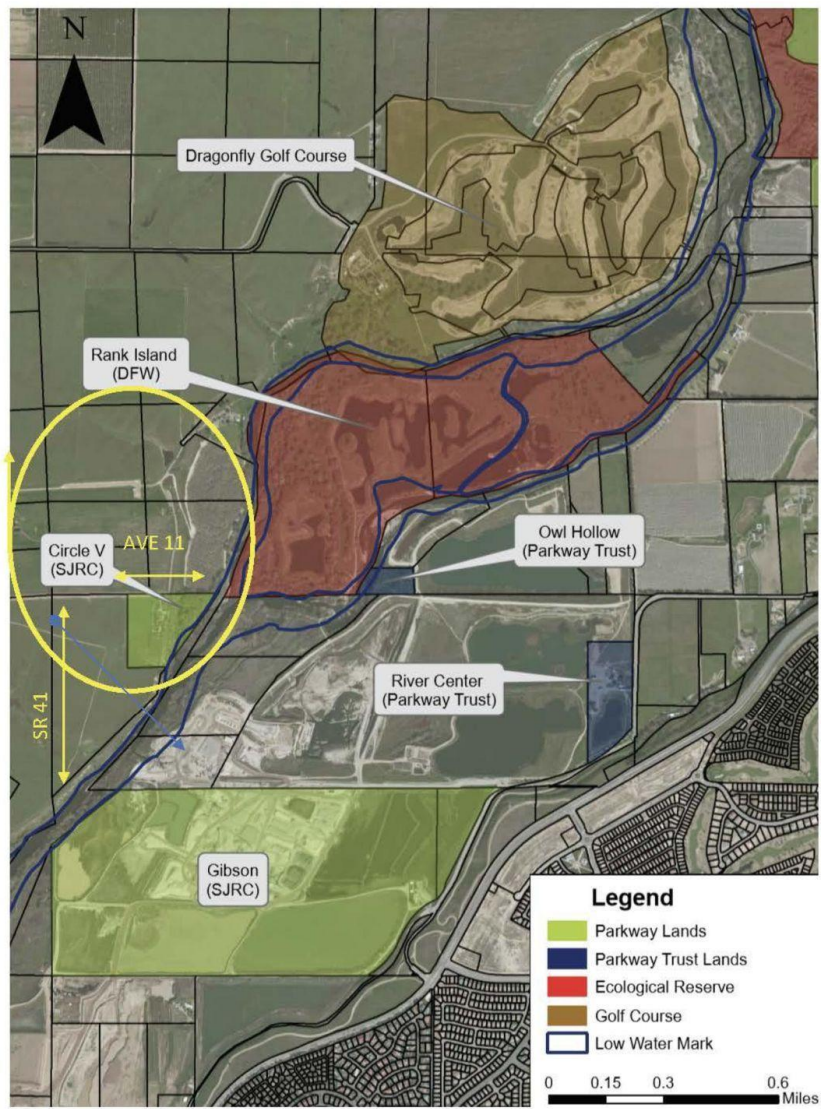 N
Dragonfly Golf Course
Rank Island
(DFW)
AVE 11
Circle V
(SJRC)
Owl Hollow
(Parkway Trust)
River Center
(Parkway Trust)
SR 41
Gibson
(SJRC)
Legend
Parkway Lands
Parkway Trust Lands
Ecological Reserve
Golf Course
Low Water Mark
0 0.15 0.3 0.6
Miles